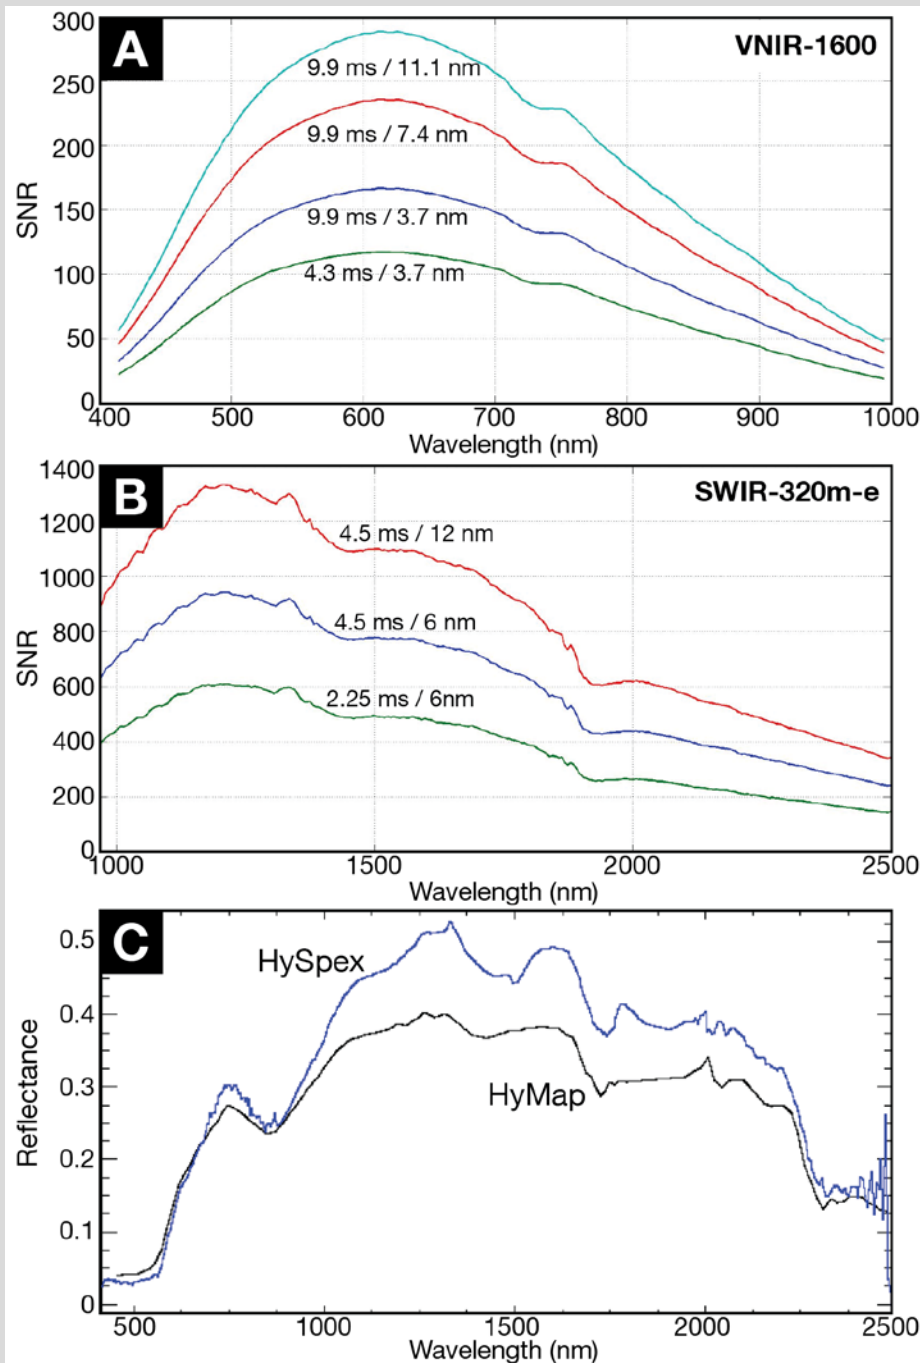 A
VNIR-1600
SNR
300
250
200
150
100
50
0
9.9 ms / 11.1 nm
9.9 ms / 7.4 nm
9.9 ms / 3.7 nm
4.3 ms / 3.7 nm
400 500 600 700 800 900 1000
Wavelength (nm)
B
SWIR-320m-e
SNR
1400
1200
1000
800
600
400
200
0
4.5 ms / 12 nm
4.5 ms / 6 nm
2.25 ms / 6nm
1000 1500 2000 2500
Wavelength (nm)
C
HySpex
HyMap
Reflectance
0.5
0.4
0.3
0.2
0.1
0
500 1000 1500 2000 2500
Wavelength (nm)